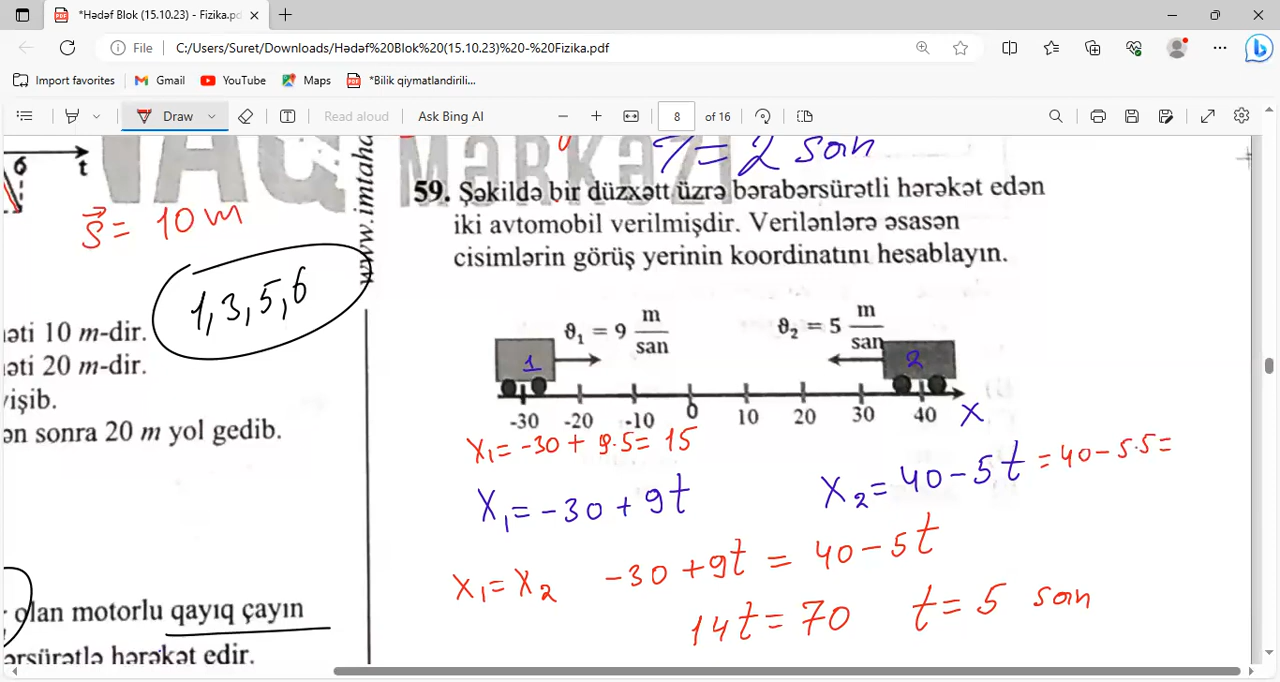 *Hədəf Blok (15.10.23) - Fizika.pd
File C:/Users/Suret/Downloads/Hədəf%20Blok%20(15.10.23)%20-%20Fizika.pdf
Import favorites Gmail YouTube Maps *Bilik qiymatlandirili...
Draw Read aloud Ask Bing AI 8 of 16
6 t
S = 10 m
1, 3, 5, 6
əti 10 m-dir.
əti 20 m-dir.
vişib.
ən sonra 20 m yol gedib.
olan motorlu qayıq çayın
ərsürətlə hərəkət edir.
www.imtaha
MƏRKƏZİ
= 2 san
59. Şəkildə bir düzxətt üzrə bərabərsürətli hərəkət edən
iki avtomobil verilmişdir. Verilənlərə əsasən
cisimlərin görüş yerinin koordinatını hesablayın.
ϑ₁ = 9 m/san ϑ₂ = 5 m/san
1 2
-30 -20 -10 0 10 20 30 40 X
X₁ = -30 + 9·5 = 15
X₁ = -30 + 9t X₂ = 40 - 5t = 40 - 5·5 =
X₁ = X₂ -30 + 9t = 40 - 5t
14t = 70 t = 5 san